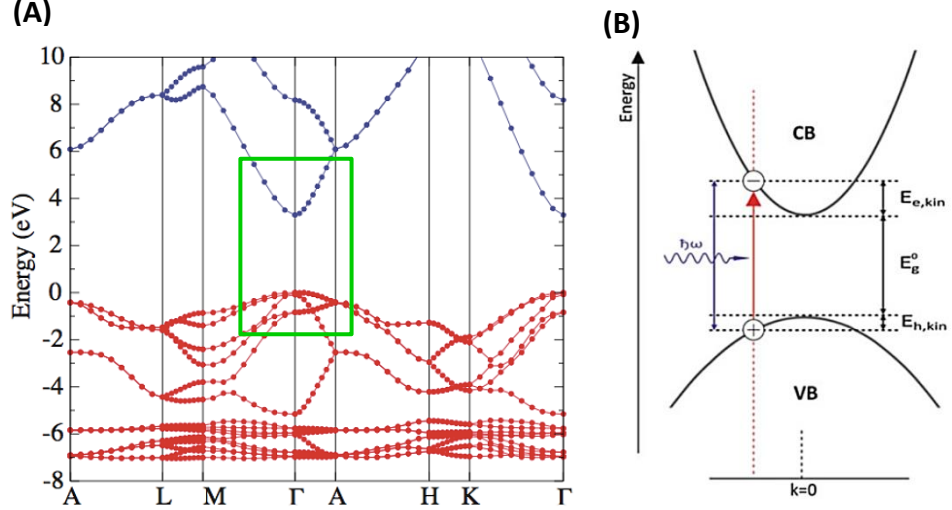 (A)
10
8
6
4
2
0
-2
-4
-6
-8
Energy (eV)
A L M Γ A H K Γ
(B)
Energy
CB
E_e,kin
ħω
E_g^o
E_h,kin
VB
k=0